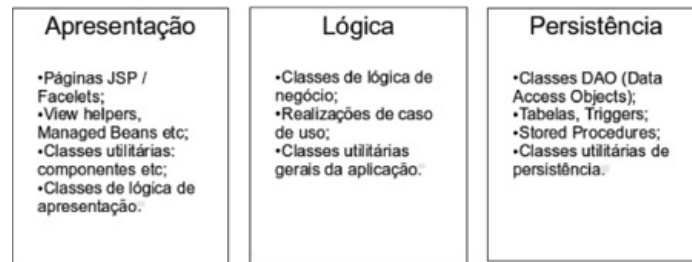 Apresentação
•Páginas JSP /
Facelets;
•View helpers,
Managed Beans etc;
•Classes utilitárias:
componentes etc;
•Classes de lógica de
apresentação.
Lógica
•Classes de lógica de
negócio;
•Realizações de caso
de uso;
•Classes utilitárias
gerais da aplicação.
Persistência
•Classes DAO (Data
Access Objects);
•Tabelas, Triggers;
•Stored Procedures;
•Classes utilitárias de
persistência.